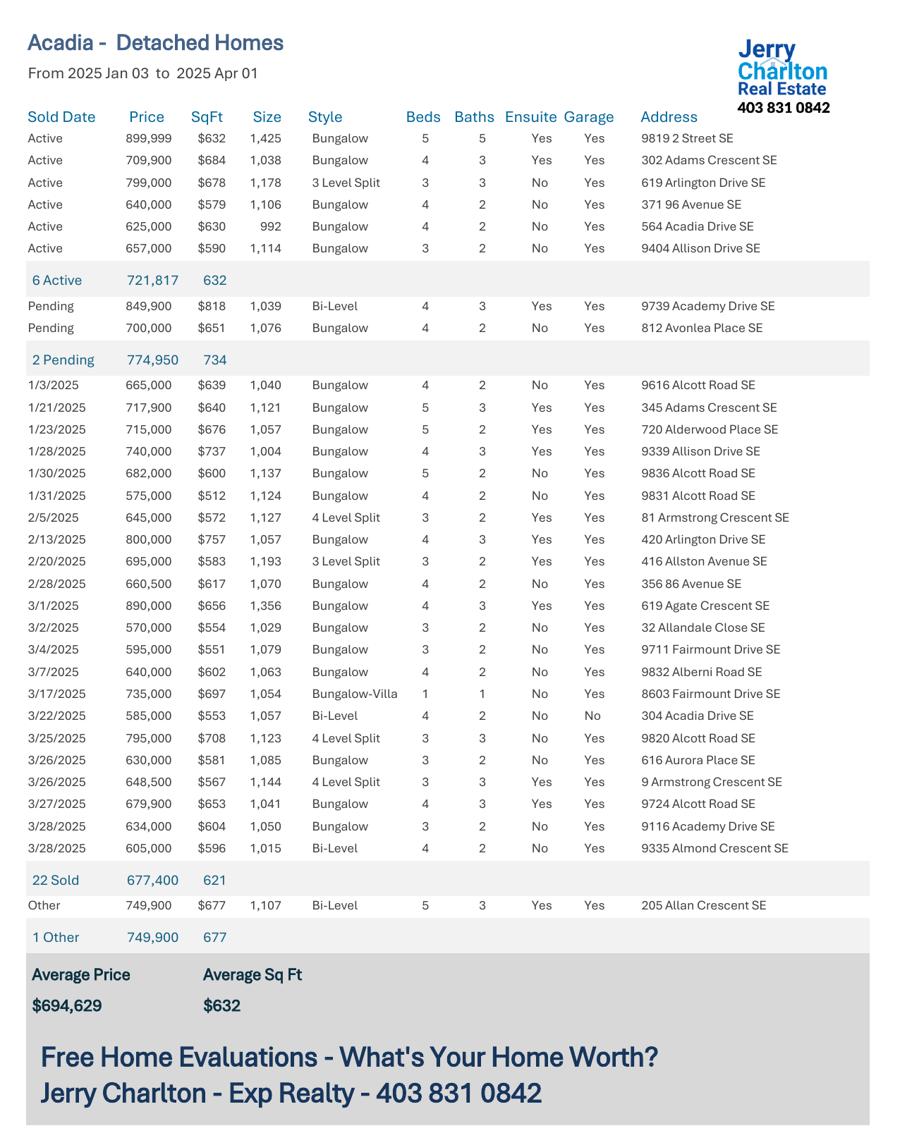 Acadia - Detached Homes
From 2025 Jan 03 to 2025 Apr 01
Jerry
Charlton
Real Estate
403 831 0842
Sold Date Price SqFt Size Style Beds Baths Ensuite Garage Address
Active 899,999 $632 1,425 Bungalow 5 5 Yes Yes 9819 2 Street SE
Active 709,900 $684 1,038 Bungalow 4 3 Yes Yes 302 Adams Crescent SE
Active 799,000 $678 1,178 3 Level Split 3 3 No Yes 619 Arlington Drive SE
Active 640,000 $579 1,106 Bungalow 4 2 No Yes 371 96 Avenue SE
Active 625,000 $630 992 Bungalow 4 2 No Yes 564 Acadia Drive SE
Active 657,000 $590 1,114 Bungalow 3 2 No Yes 9404 Allison Drive SE
6 Active 721,817 632
Pending 849,900 $818 1,039 Bi-Level 4 3 Yes Yes 9739 Academy Drive SE
Pending 700,000 $651 1,076 Bungalow 4 2 No Yes 812 Avonlea Place SE
2 Pending 774,950 734
1/3/2025 665,000 $639 1,040 Bungalow 4 2 No Yes 9616 Alcott Road SE
1/21/2025 717,900 $640 1,121 Bungalow 5 3 Yes Yes 345 Adams Crescent SE
1/23/2025 715,000 $676 1,057 Bungalow 5 2 Yes Yes 720 Alderwood Place SE
1/28/2025 740,000 $737 1,004 Bungalow 4 3 Yes Yes 9339 Allison Drive SE
1/30/2025 682,000 $600 1,137 Bungalow 5 2 No Yes 9836 Alcott Road SE
1/31/2025 575,000 $512 1,124 Bungalow 4 2 No Yes 9831 Alcott Road SE
2/5/2025 645,000 $572 1,127 4 Level Split 3 2 Yes Yes 81 Armstrong Crescent SE
2/13/2025 800,000 $757 1,057 Bungalow 4 3 Yes Yes 420 Arlington Drive SE
2/20/2025 695,000 $583 1,193 3 Level Split 3 2 Yes Yes 416 Allston Avenue SE
2/28/2025 660,500 $617 1,070 Bungalow 4 2 No Yes 356 86 Avenue SE
3/1/2025 890,000 $656 1,356 Bungalow 4 3 Yes Yes 619 Agate Crescent SE
3/2/2025 570,000 $554 1,029 Bungalow 3 2 No Yes 32 Allandale Close SE
3/4/2025 595,000 $551 1,079 Bungalow 3 2 No Yes 9711 Fairmount Drive SE
3/7/2025 640,000 $602 1,063 Bungalow 4 2 No Yes 9832 Alberni Road SE
3/17/2025 735,000 $697 1,054 Bungalow-Villa 1 1 No Yes 8603 Fairmount Drive SE
3/22/2025 585,000 $553 1,057 Bi-Level 4 2 No No 304 Acadia Drive SE
3/25/2025 795,000 $708 1,123 4 Level Split 3 3 No Yes 9820 Alcott Road SE
3/26/2025 630,000 $581 1,085 Bungalow 3 2 No Yes 616 Aurora Place SE
3/26/2025 648,500 $567 1,144 4 Level Split 3 3 Yes Yes 9 Armstrong Crescent SE
3/27/2025 679,900 $653 1,041 Bungalow 4 3 Yes Yes 9724 Alcott Road SE
3/28/2025 634,000 $604 1,050 Bungalow 3 2 No Yes 9116 Academy Drive SE
3/28/2025 605,000 $596 1,015 Bi-Level 4 2 No Yes 9335 Almond Crescent SE
22 Sold 677,400 621
Other 749,900 $677 1,107 Bi-Level 5 3 Yes Yes 205 Allan Crescent SE
1 Other 749,900 677
Average Price Average Sq Ft
$694,629 $632
Free Home Evaluations - What's Your Home Worth?
Jerry Charlton - Exp Realty - 403 831 0842